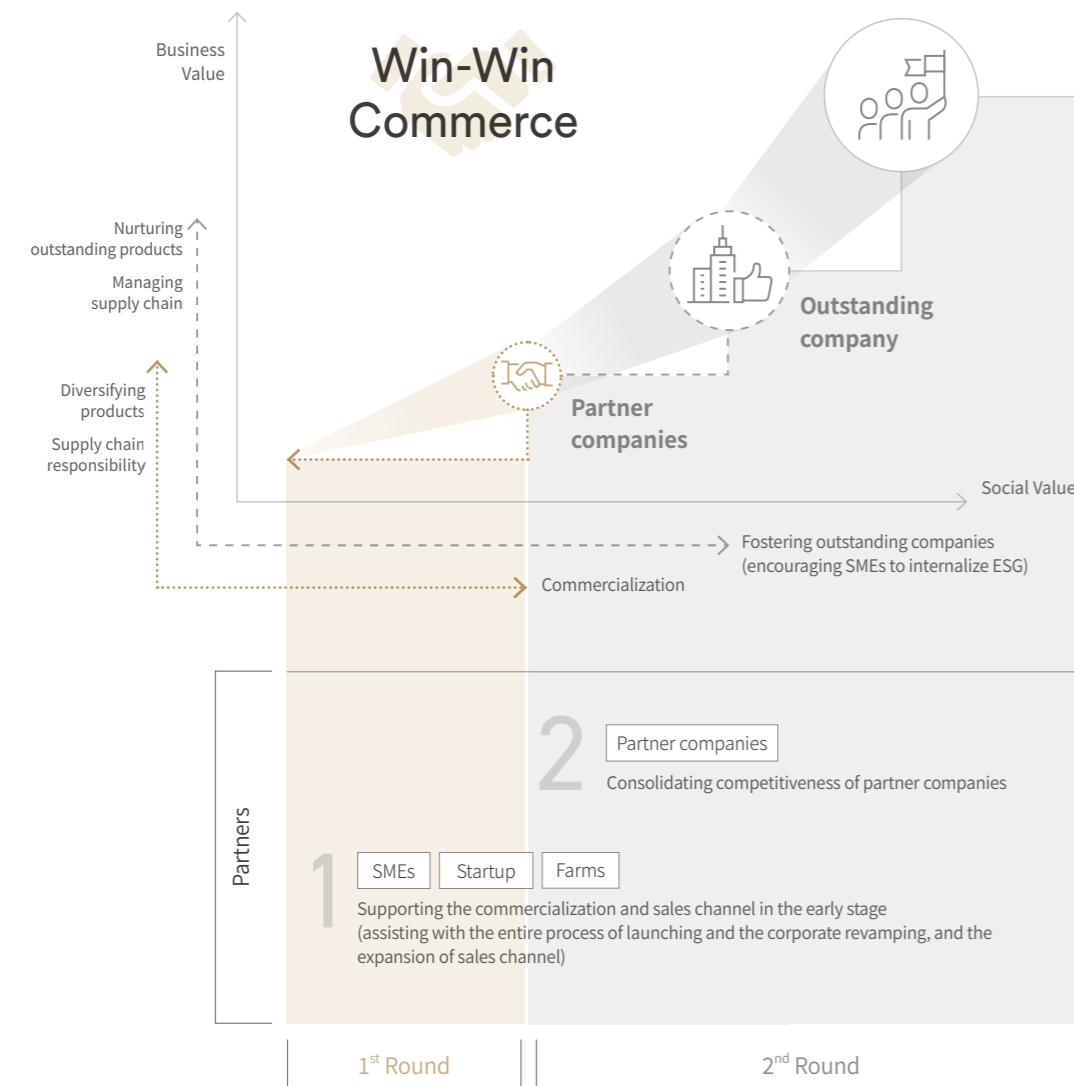 Business
Value
Win-Win
Commerce
Nurturing
outstanding products
Managing
supply chain
Outstanding
company
Diversifying
products
Supply chain
responsibility
Partner
companies
Social Value
Fostering outstanding companies
(encouraging SMEs to internalize ESG)
Commercialization
Partners
2
Partner companies
Consolidating competitiveness of partner companies
1
SMEs
Startup
Farms
Supporting the commercialization and sales channel in the early stage
(assisting with the entire process of launching and the corporate revamping, and the
expansion of sales channel)
1st Round
2nd Round